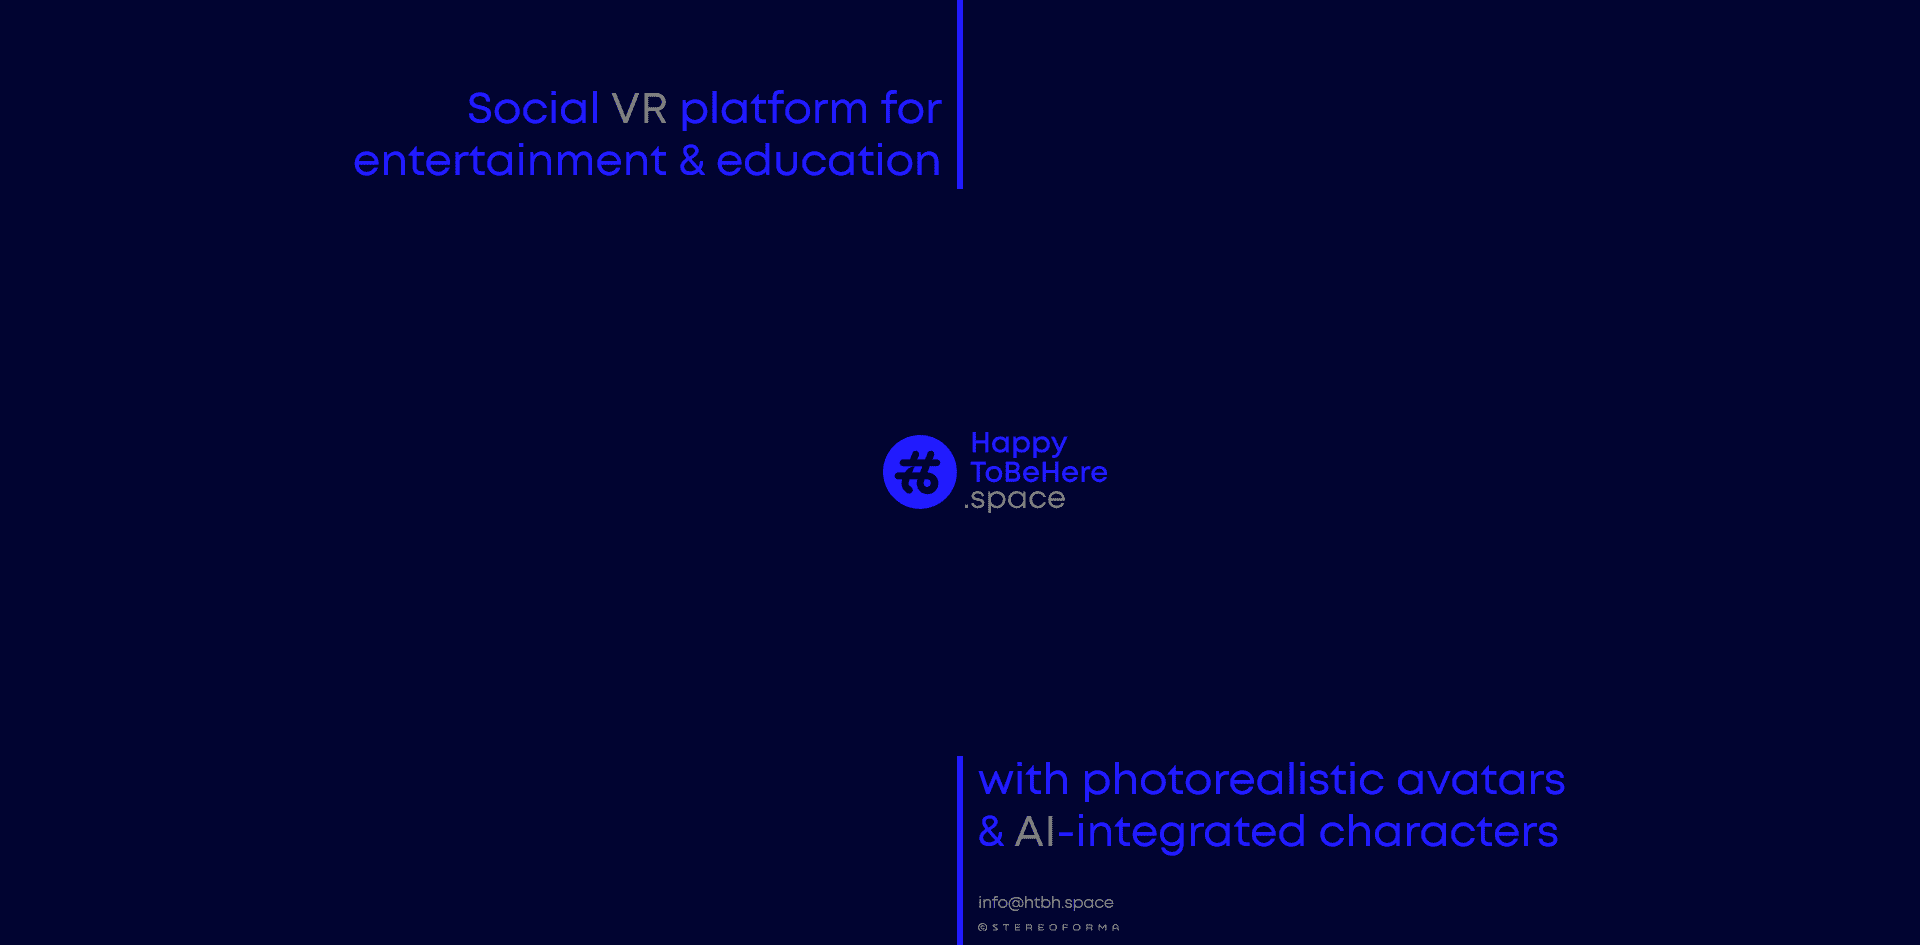 Social VR platform for
entertainment & education
Happy
ToBeHere
.space
with photorealistic avatars
& AI-integrated characters
info@htbh.space
©STEREOFORMA